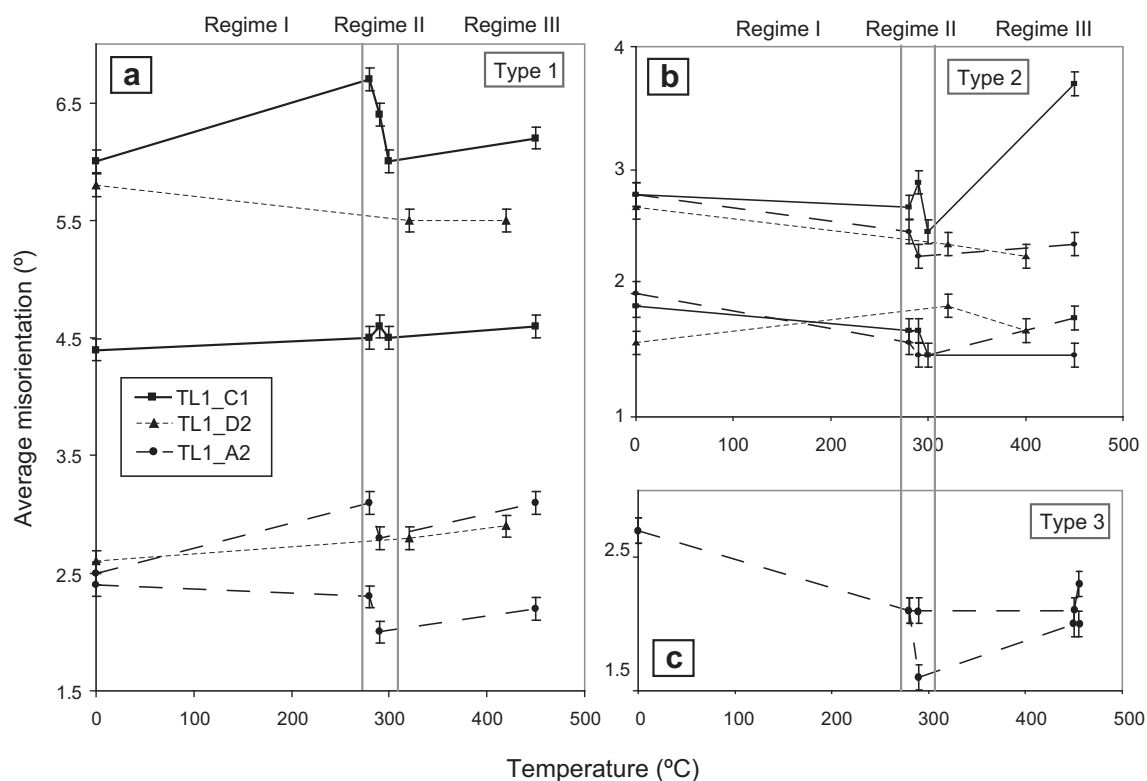 Regime I Regime II Regime III
a
Type 1
6.5
5.5
4.5
3.5
2.5
1.5
TL1_C1
TL1_D2
TL1_A2
0 100 200 300 400 500
Average misorientation (º)
Regime I Regime II Regime III
b
Type 2
4
3
2
1
0 100 200 300 400 500
Type 3
2.5
1.5
c
0 100 200 300 400 500
Temperature (ºC)